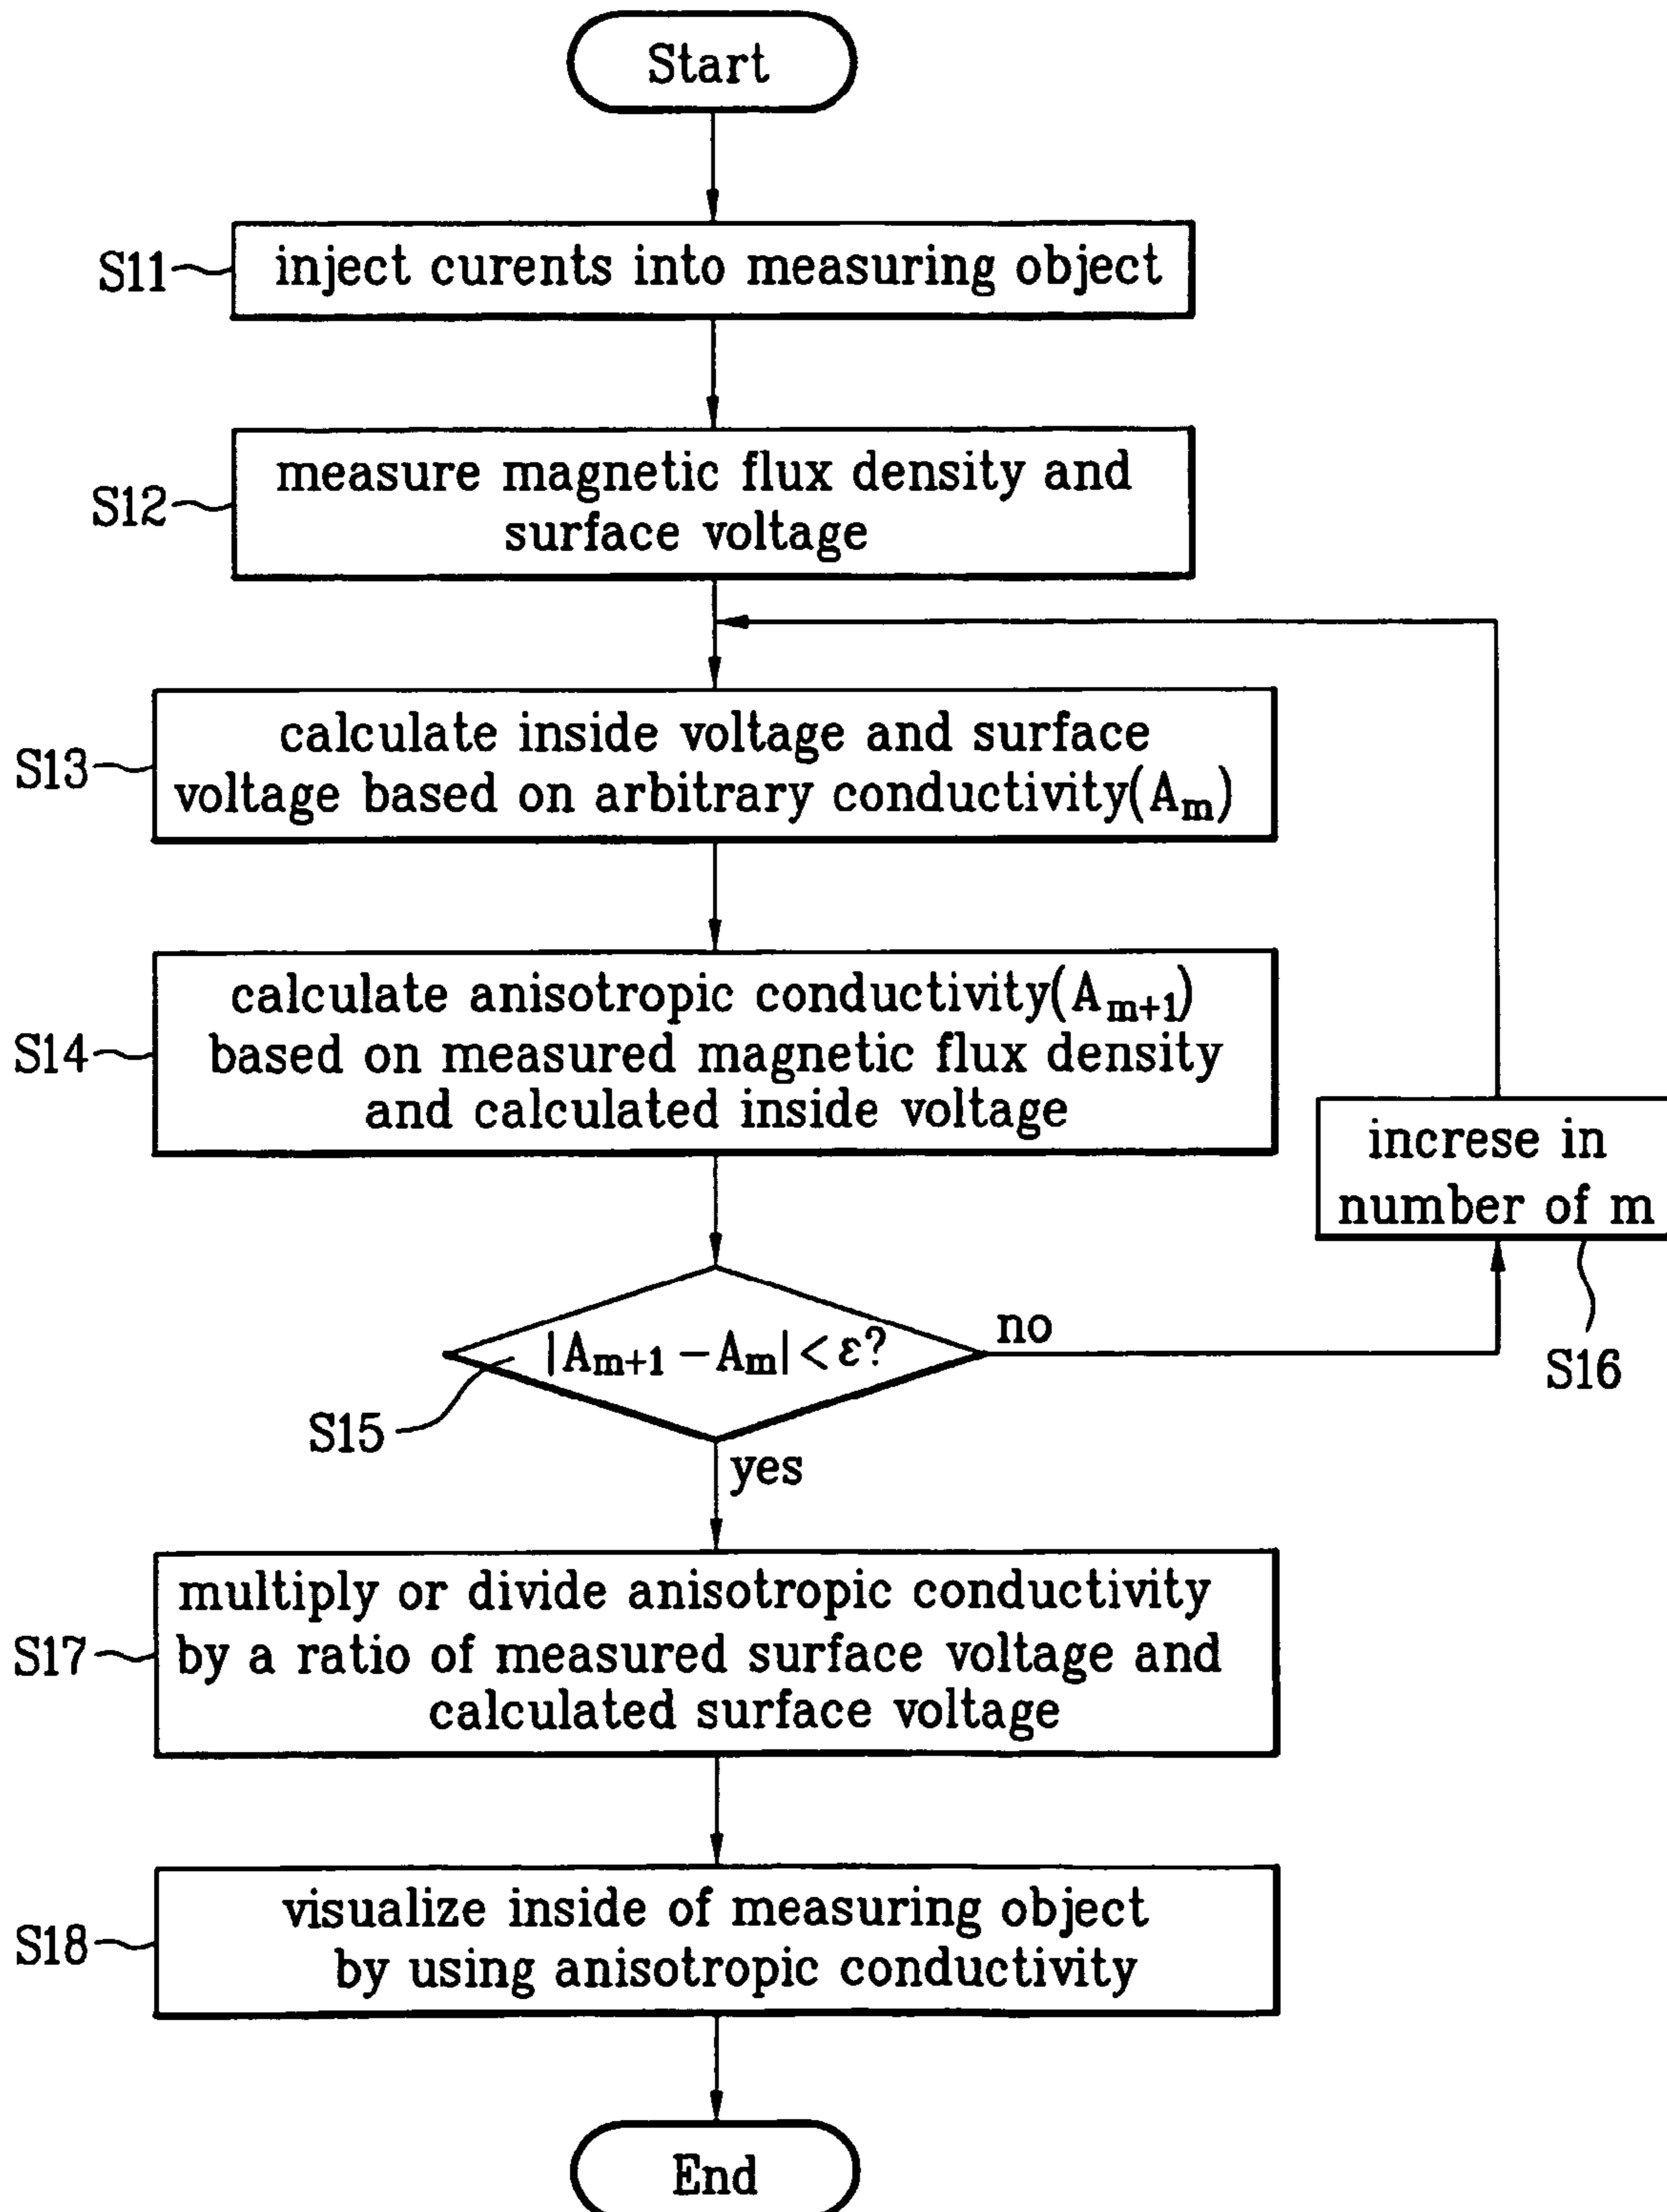 Start
S11
inject curents into measuring object
S12
measure magnetic flux density and
surface voltage
S13
calculate inside voltage and surface
voltage based on arbitrary conductivity(Am)
S14
calculate anisotropic conductivity(Am+1)
based on measured magnetic flux density
and calculated inside voltage
increse in
number of m
S16
|Am+1 −Am| < ε?
no
S15
yes
S17
multiply or divide anisotropic conductivity
by a ratio of measured surface voltage and
calculated surface voltage
S18
visualize inside of measuring object
by using anisotropic conductivity
End